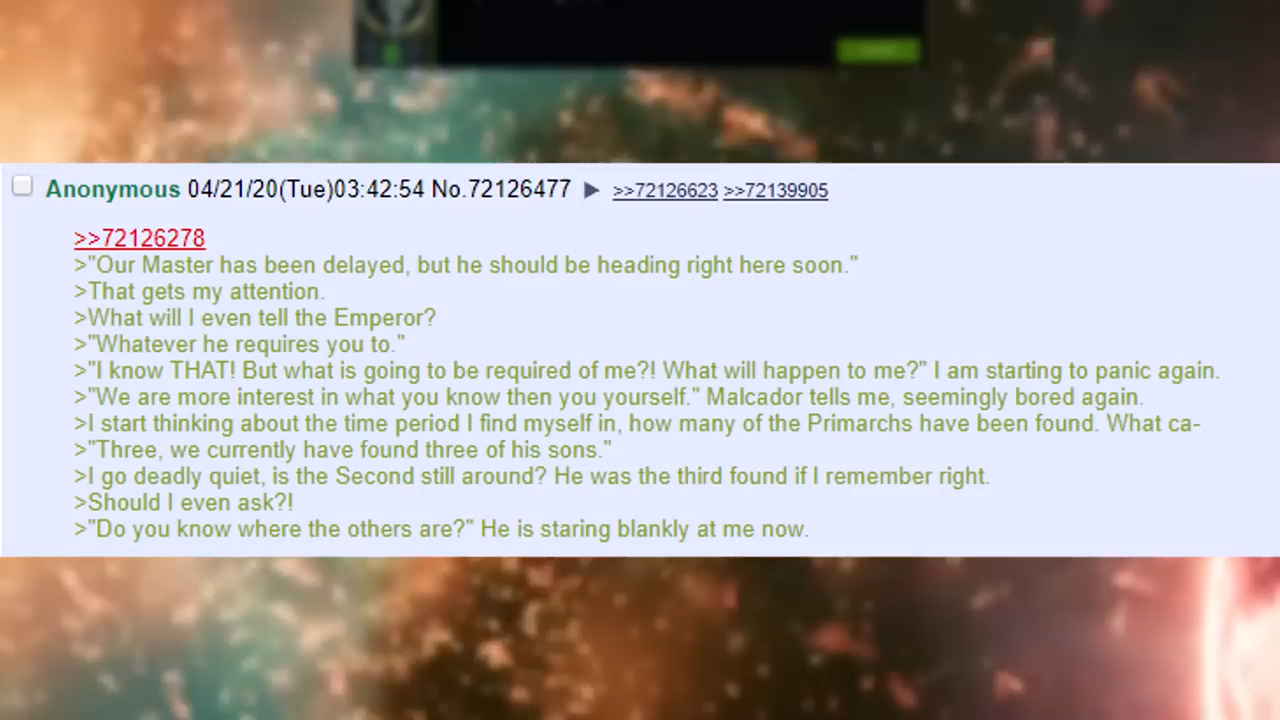 Anonymous 04/21/20(Tue)03:42:54 No.72126477 ▶ >>72126623 >>72139905
>>72126278
>"Our Master has been delayed, but he should be heading right here soon."
>That gets my attention.
>What will I even tell the Emperor?
>"Whatever he requires you to."
>"I know THAT! But what is going to be required of me?! What will happen to me?" I am starting to panic again.
>"We are more interest in what you know then you yourself." Malcador tells me, seemingly bored again.
>I start thinking about the time period I find myself in, how many of the Primarchs have been found. What ca-
>"Three, we currently have found three of his sons."
>I go deadly quiet, is the Second still around? He was the third found if I remember right.
>Should I even ask?!
>"Do you know where the others are?" He is staring blankly at me now.